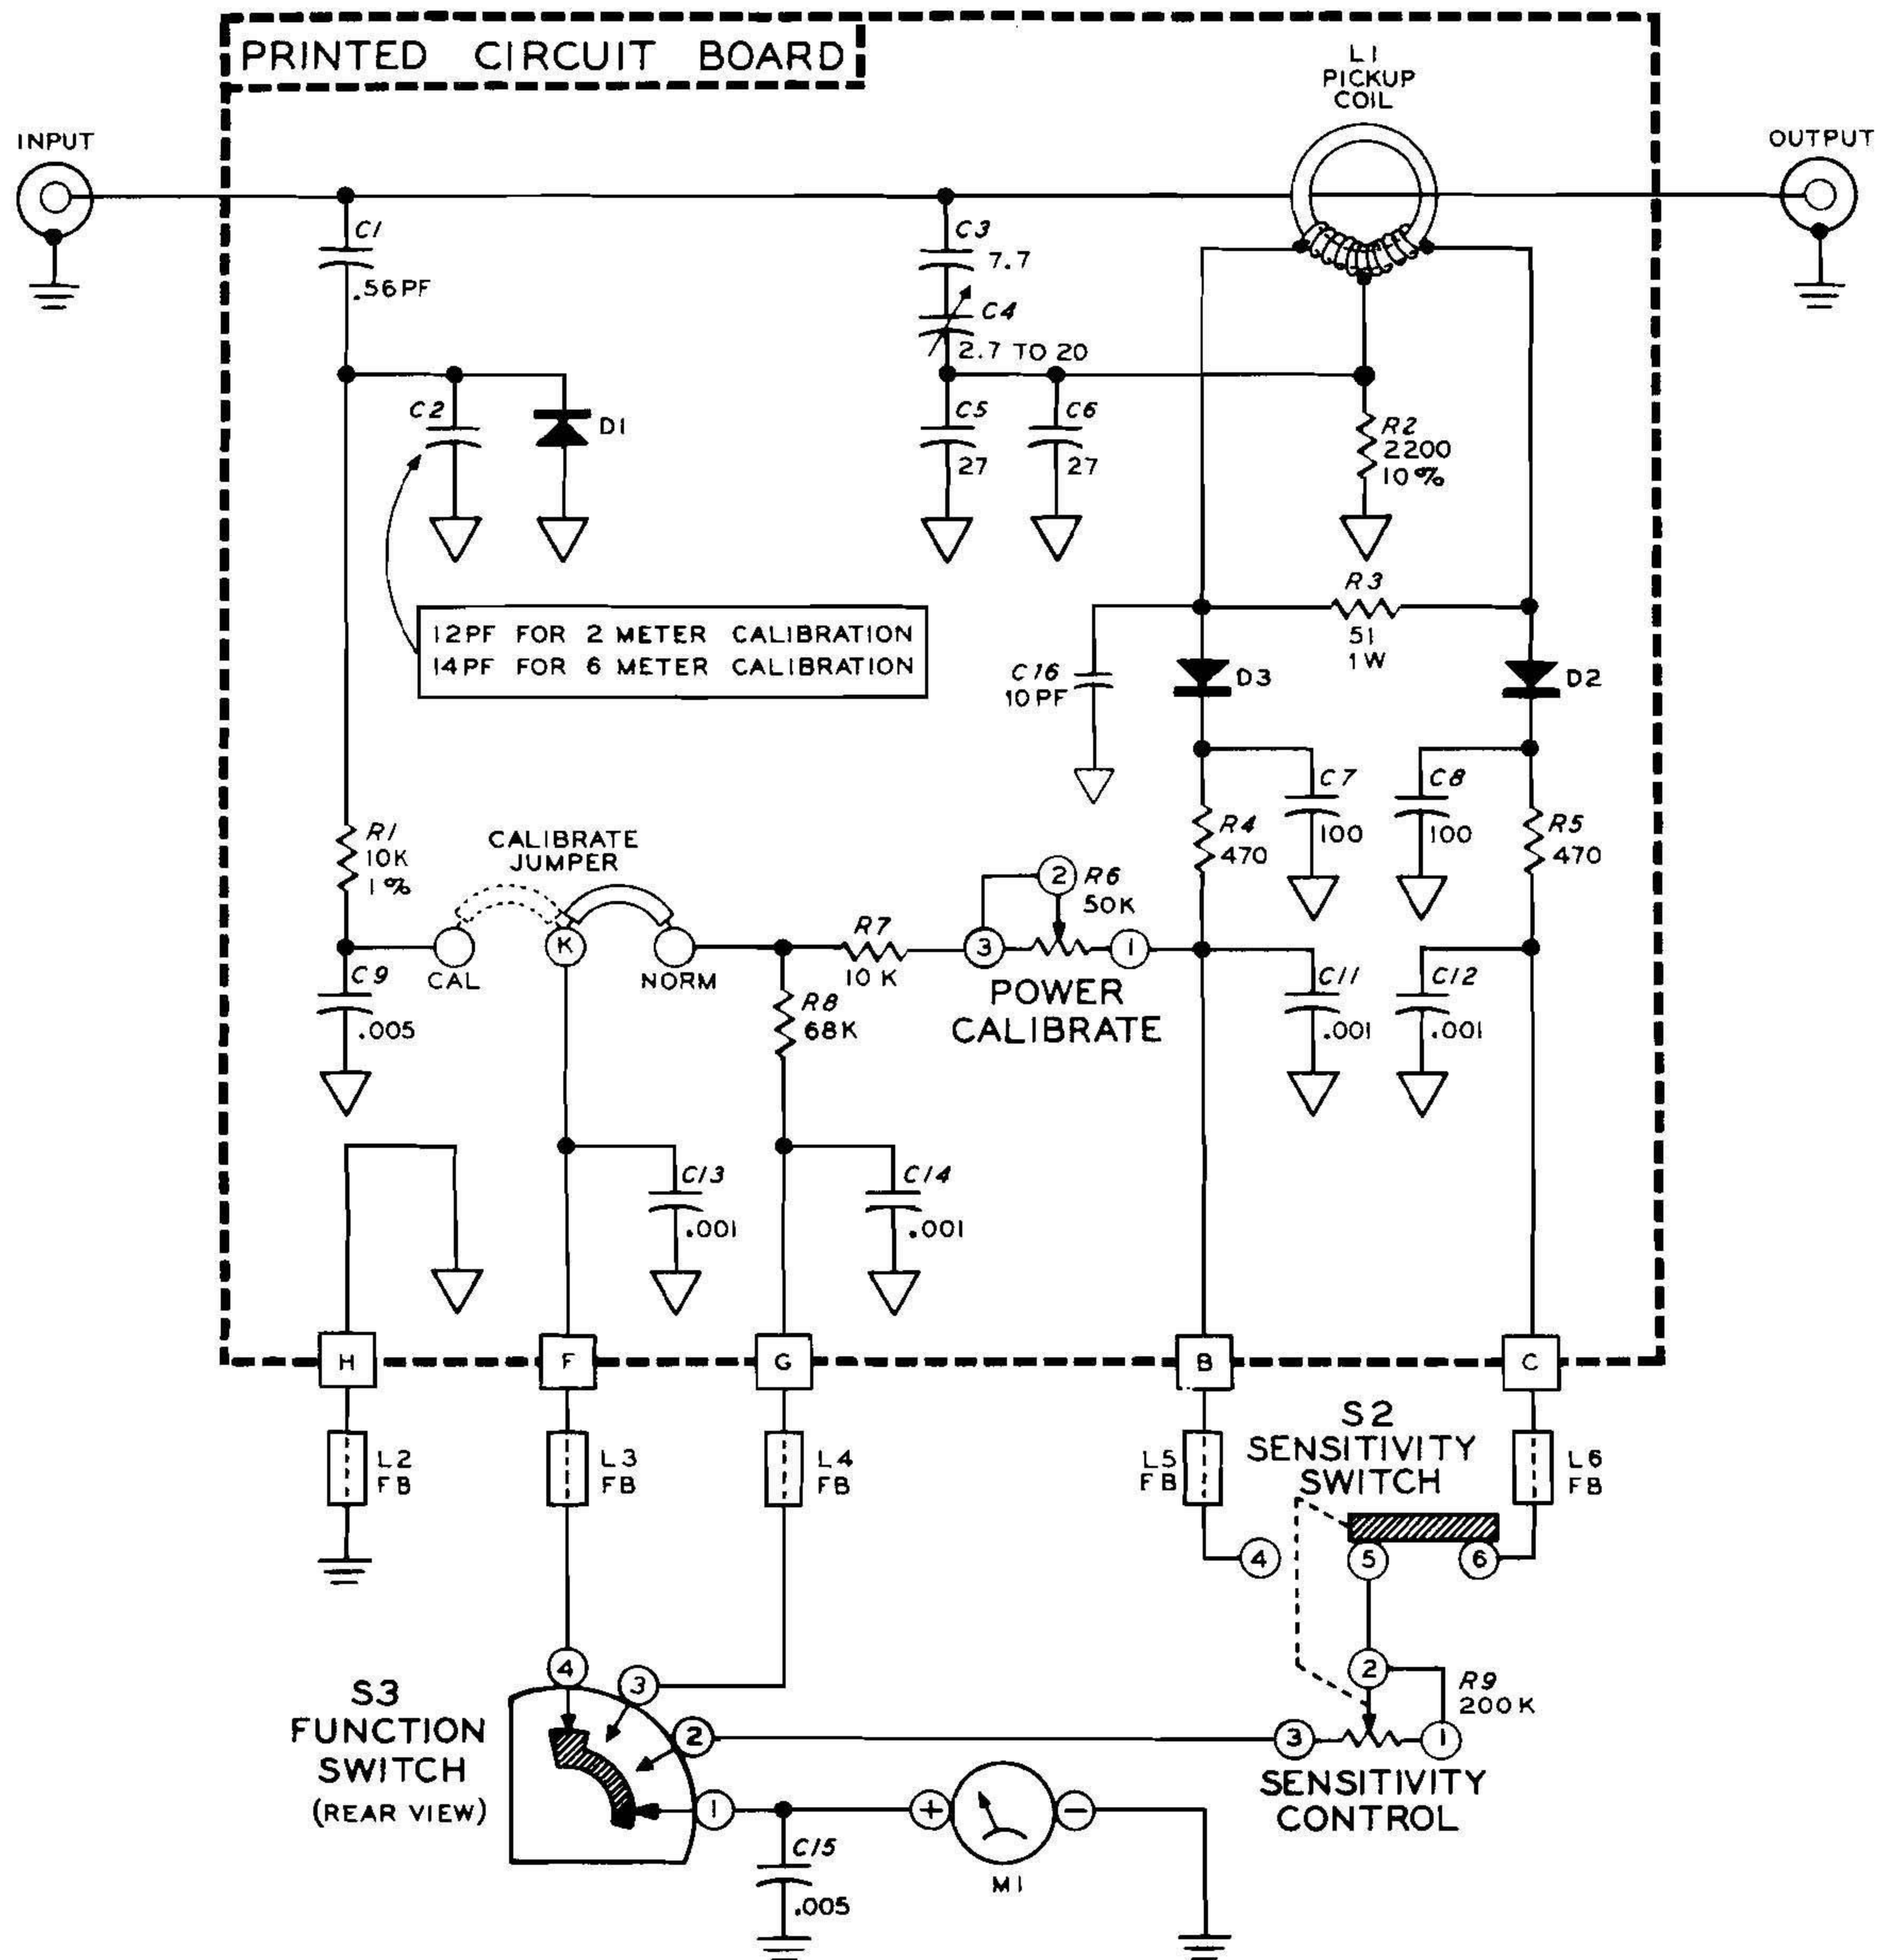 PRINTED CIRCUIT BOARD
L1
PICKUP
COIL
INPUT
OUTPUT
C1
.56PF
C3
7.7
C4
2.7 TO 20
C2
D1
C5
27
C6
27
R2
2200
10%
12PF FOR 2 METER CALIBRATION
14PF FOR 6 METER CALIBRATION
R3
51
1W
C16
10PF
D3
D2
C7
100
C8
100
R1
10K
1%
CALIBRATE
JUMPER
R4
470
R5
470
2
R6
50K
K
CAL
NORM
R7
10 K
3
1
POWER
CALIBRATE
C9
.005
R8
68K
C11
.001
C12
.001
C13
.001
C14
.001
H
F
G
B
C
L2
FB
L3
FB
L4
FB
L5
FB
S2
SENSITIVITY
SWITCH
L6
FB
4
5
6
4
3
2
1
S3
FUNCTION
SWITCH
(REAR VIEW)
2
R9
200K
3
1
SENSITIVITY
CONTROL
+
−
M1
C15
.005